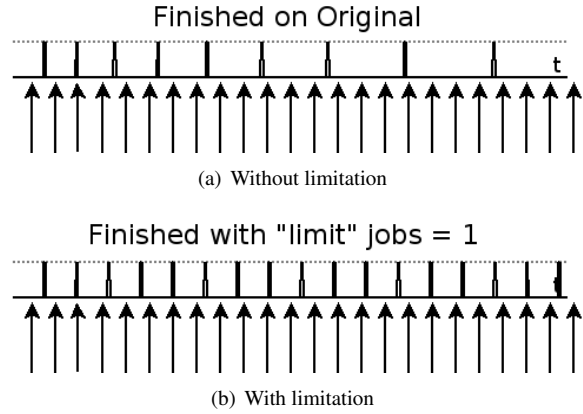 Finished on Original
t
(a) Without limitation
Finished with "limit" jobs = 1
t
(b) With limitation